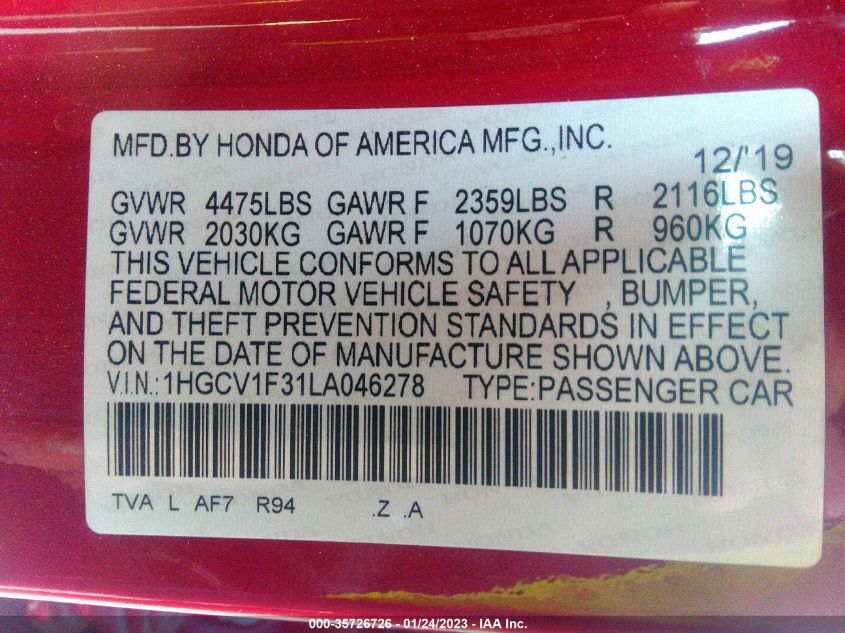 MFD.BY HONDA OF AMERICA MFG.,INC.
12/'19
GVWR 4475LBS GAWR F 2359LBS R 2116LBS
GVWR 2030KG GAWR F 1070KG R 960KG
THIS VEHICLE CONFORMS TO ALL APPLICABLE
FEDERAL MOTOR VEHICLE SAFETY , BUMPER,
AND THEFT PREVENTION STANDARDS IN EFFECT
ON THE DATE OF MANUFACTURE SHOWN ABOVE.
V.I.N.:1HGCV1F31LA046278 TYPE:PASSENGER CAR
TVA L AF7 R94 .Z .A
000-35726726 - 01/24/2023 - IAA Inc.